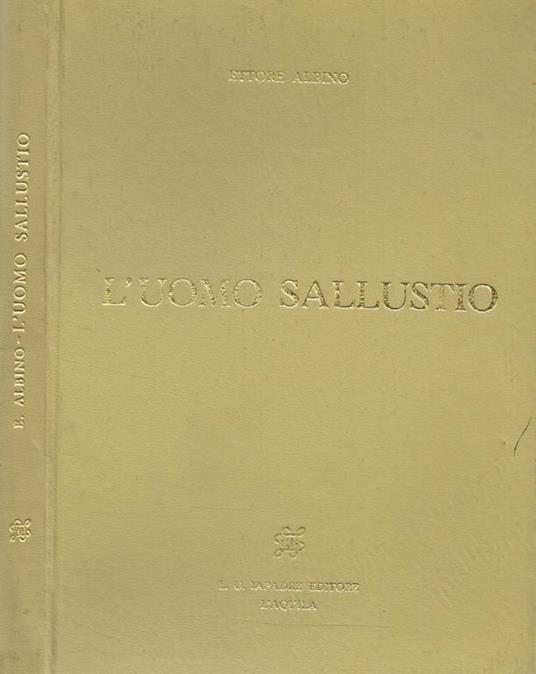 E. ALBINO - L'UOMO SALLUSTIO
ETTORE ALBINO
L'UOMO SALLUSTIO
L. U. JAPADRE EDITORE
L'AQUILA